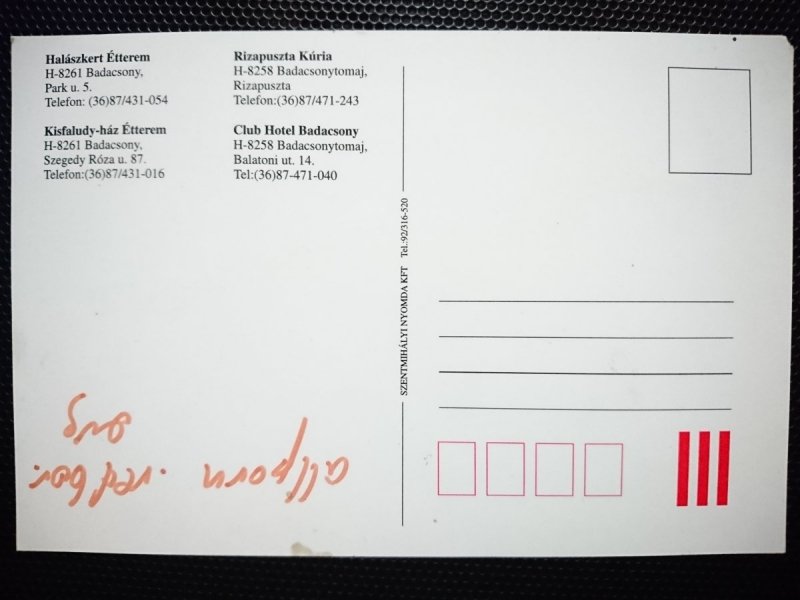 Halászkert Étterem
H-8261 Badacsony,
Park u. 5.
Telefon: (36)87/431-054
Kisfaludy-ház Étterem
H-8261 Badacsony,
Szegedy Róza u. 87.
Telefon:(36)87/431-016
Rizapuszta Kúria
H-8258 Badacsonytomaj,
Rizapuszta
Telefon:(36)87/471-243
Club Hotel Badacsony
H-8258 Badacsonytomaj,
Balatoni ut. 14.
Tel:(36)87-471-040
SZENTMIHÁLYI NYOMDA KFT Tel.:92/316-520